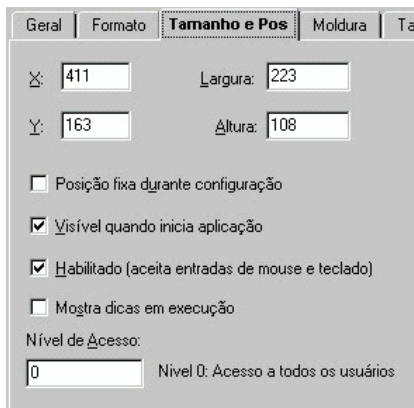 Geral Formato Tamanho e Pos Moldura Ta
X: 411 Largura: 223
Y: 163 Altura: 108
Posição fixa durante configuração
Visível quando inicia aplicação
Habilitado (aceita entradas de mouse e teclado)
Mostra dicas em execução
Nível de Acesso:
0 Nivel 0: Acesso a todos os usuários